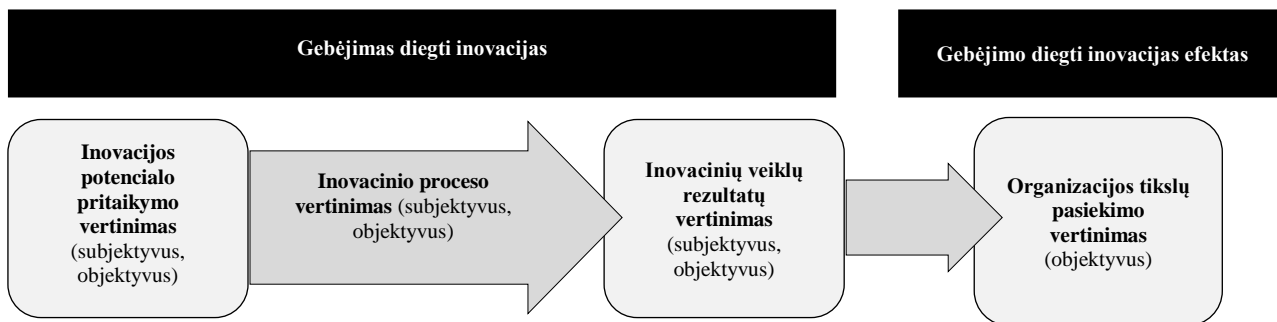 Gebėjimas diegti inovacijas
Gebėjimo diegti inovacijas efektas
Inovacijos
potencialo
pritaikymo
vertinimas
(subjektyvus,
objektyvus)
Inovacinio proceso
vertinimas (subjektyvus,
objektyvus)
Inovacinių veiklų
rezultatų
vertinimas
(subjektyvus,
objektyvus)
Organizacijos tikslų
pasiekimo
vertinimas
(objektyvus)